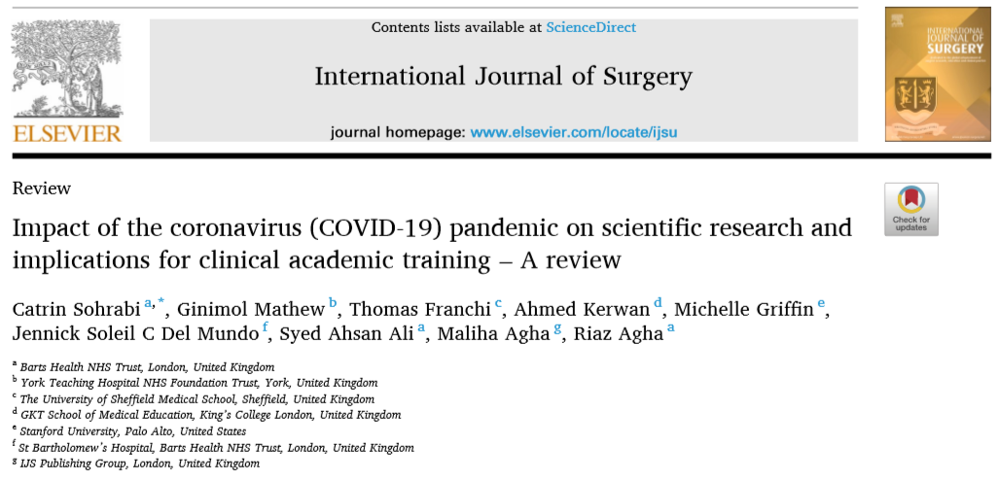 Contents lists available at ScienceDirect
International Journal of Surgery
journal homepage: www.elsevier.com/locate/ijsu
ELSEVIER
INTERNATIONAL
JOURNAL OF
SURGERY
Review
Check for
updates
Impact of the coronavirus (COVID-19) pandemic on scientific research and
implications for clinical academic training – A review
Catrin Sohrabi a,*, Ginimol Mathew b, Thomas Franchi c, Ahmed Kerwan d, Michelle Griffin e,
Jennick Soleil C Del Mundo f, Syed Ahsan Ali a, Maliha Agha g, Riaz Agha a
a Barts Health NHS Trust, London, United Kingdom
b York Teaching Hospital NHS Foundation Trust, York, United Kingdom
c The University of Sheffield Medical School, Sheffield, United Kingdom
d GKT School of Medical Education, King's College London, United Kingdom
e Stanford University, Palo Alto, United States
f St Bartholomew's Hospital, Barts Health NHS Trust, London, United Kingdom
g IJS Publishing Group, London, United Kingdom